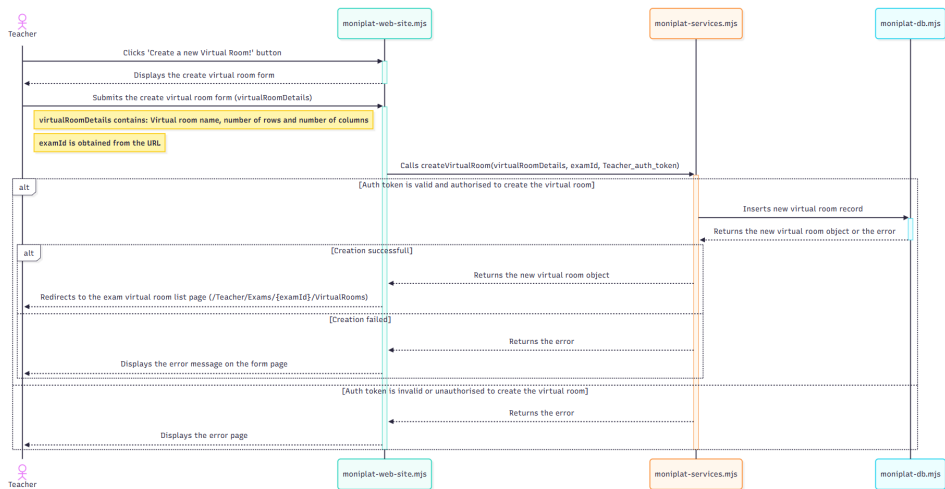 Teacher
moniplat-web-site.mjs
moniplat-services.mjs
moniplat-db.mjs
Clicks 'Create a new Virtual Room!' button
Displays the create virtual room form
Submits the create virtual room form (virtualRoomDetails)
virtualRoomDetails contains: Virtual room name, number of rows and number of columns
examId is obtained from the URL
Calls createVirtualRoom(virtualRoomDetails, examId, Teacher_auth_token)
alt
[Auth token is valid and authorised to create the virtual room]
Inserts new virtual room record
Returns the new virtual room object or the error
alt
[Creation successfull]
Returns the new virtual room object
Redirects to the exam virtual room list page (/Teacher/Exams/{examId}/VirtualRooms)
[Creation failed]
Returns the error
Displays the error message on the form page
[Auth token is invalid or unauthorised to create the virtual room]
Returns the error
Displays the error page
Teacher
moniplat-web-site.mjs
moniplat-services.mjs
moniplat-db.mjs